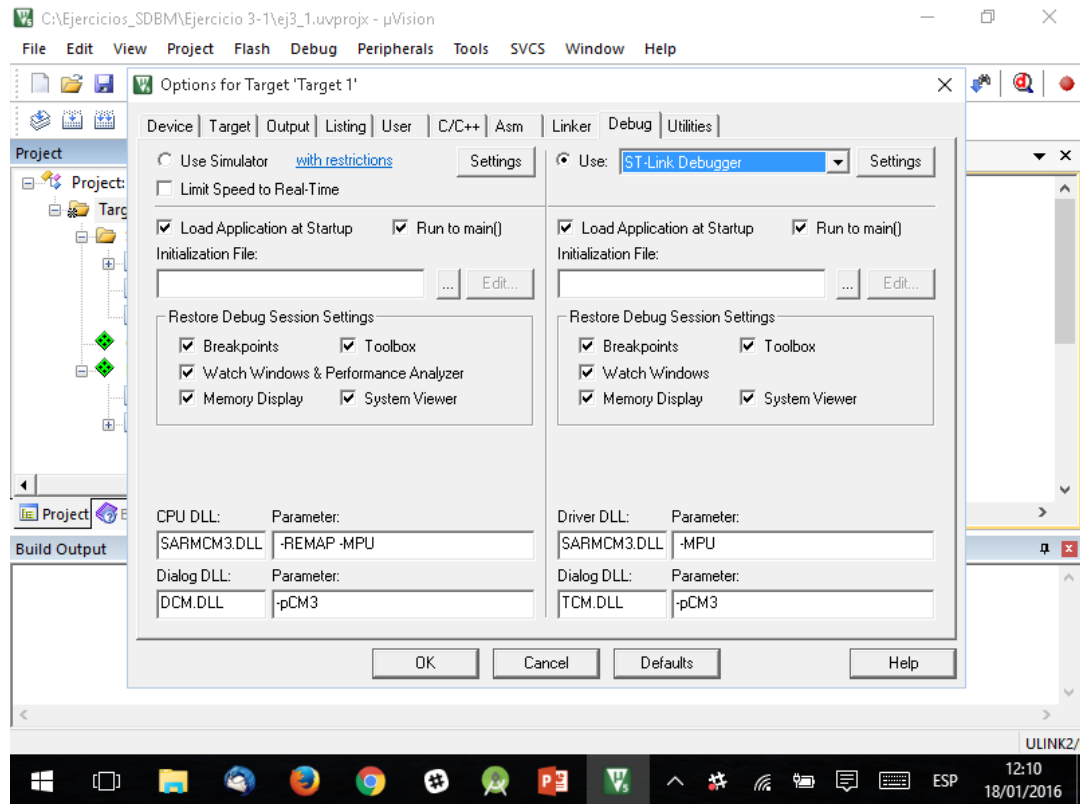 C:\Ejercicios_SDBM\Ejercicio 3-1\ej3_1.uvprojx - µVision
File Edit View Project Flash Debug Peripherals Tools SVCS Window Help
Options for Target 'Target 1'
Device Target Output Listing User C/C++ Asm Linker Debug Utilities
Project
Use Simulator with restrictions Settings Use: ST-Link Debugger Settings
Project:
Limit Speed to Real-Time
Targ
Load Application at Startup Run to main() Load Application at Startup Run to main()
Initialization File: Initialization File:
... Edit... ... Edit...
Restore Debug Session Settings Restore Debug Session Settings
Breakpoints Toolbox Breakpoints Toolbox
Watch Windows & Performance Analyzer Watch Windows
Memory Display System Viewer Memory Display System Viewer
Project
CPU DLL: Parameter: Driver DLL: Parameter:
SARMCM3.DLL -REMAP -MPU SARMCM3.DLL -MPU
Build Output
Dialog DLL: Parameter: Dialog DLL: Parameter:
DCM.DLL -pCM3 TCM.DLL -pCM3
OK Cancel Defaults Help
ULINK2/
ESP
12:10
18/01/2016